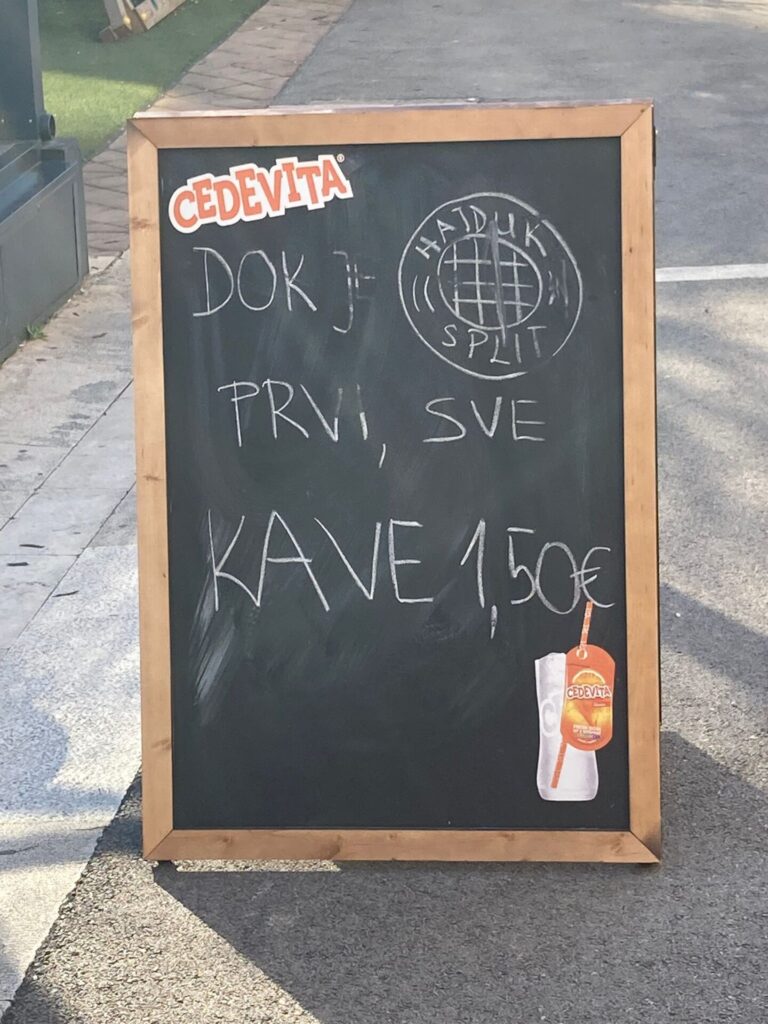 CEDEVITA
DOK JE
HAJDUK
SPLIT
PRVI, SVE
KAVE 1,50€
CEDEVITA